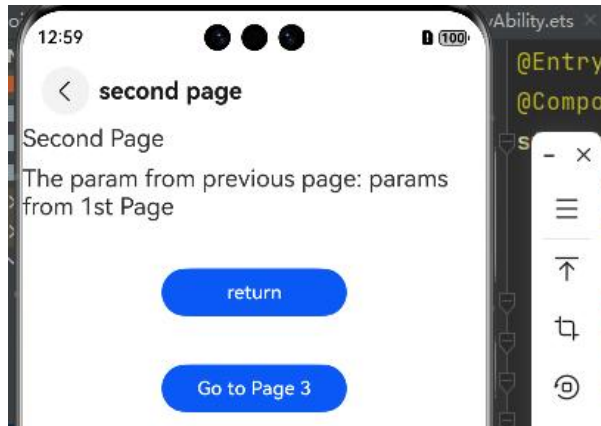 12:59
100
Ability.ets
@Entry
@Compo
second page
Second Page
The param from previous page: params
from 1st Page
return
Go to Page 3